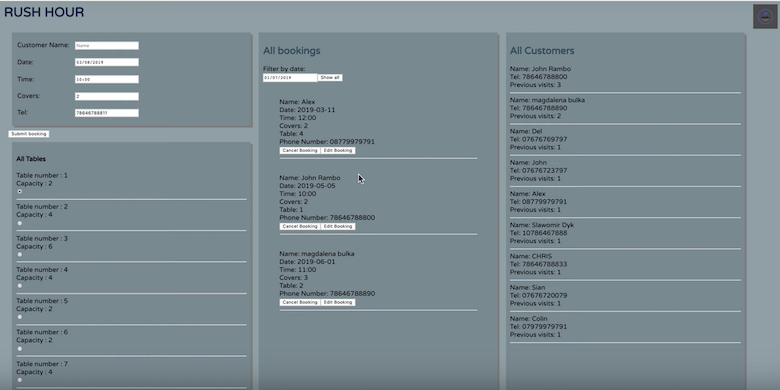 RUSH HOUR
Customer Name: Name
Date: 03/08/2019
Time: 10:00
Covers: 2
Tel: 78646788811
Submit booking
All Tables
Table number : 1
Capacity : 2
Table number : 2
Capacity : 4
Table number : 3
Capacity : 6
Table number : 4
Capacity : 4
Table number : 5
Capacity : 2
Table number : 6
Capacity : 2
Table number : 7
Capacity : 4
All bookings
Filter by date:
01/07/2019 Show all
Name: Alex
Date: 2019-03-11
Time: 12:00
Covers: 2
Table: 4
Phone Number: 08779979791
Cancel Booking Edit Booking
Name: John Rambo
Date: 2019-05-05
Time: 10:00
Covers: 2
Table: 1
Phone Number: 78646788800
Cancel Booking Edit Booking
Name: magdalena bulka
Date: 2019-06-01
Time: 11:00
Covers: 3
Table: 2
Phone Number: 78646788890
Cancel Booking Edit Booking
All Customers
Name: John Rambo
Tel: 78646788800
Previous visits: 3
Name: magdalena bulka
Tel: 78646788890
Previous visits: 2
Name: Del
Tel: 07676769797
Previous visits: 1
Name: John
Tel: 07676723797
Previous visits: 1
Name: Alex
Tel: 08779979791
Previous visits: 1
Name: Slawomir Dyk
Tel: 10786467888
Previous visits: 1
Name: CHRIS
Tel: 78646788833
Previous visits: 1
Name: Sian
Tel: 07676720079
Previous visits: 1
Name: Colin
Tel: 07979979791
Previous visits: 1